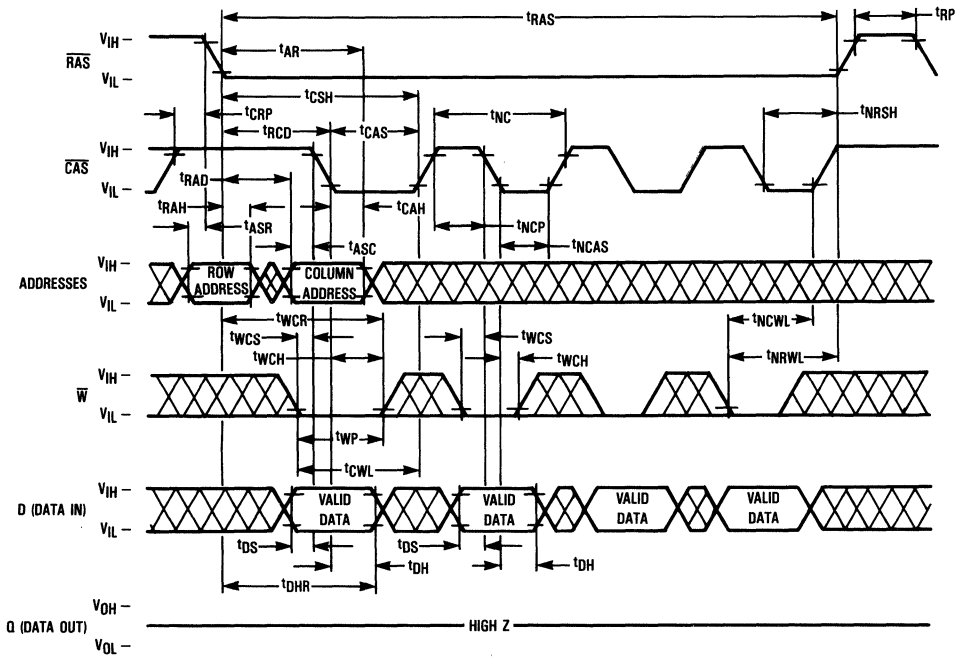 tRAS
tRP
VIH
RAS
VIL
tAR
tCSH
tCRP
tRCD
tCAS
tNC
tNRSH
VIH
CAS
VIL
tRAD
tRAH
tCAH
tASR
tASC
tNCP
tNCAS
ADDRESSES
VIH
VIL
ROW ADDRESS
COLUMN ADDRESS
tWCR
tWCS
tWCH
tWCS
tWCH
tNCWL
tNRWL
VIH
W
VIL
tWP
tCWL
D (DATA IN)
VIH
VIL
VALID DATA
VALID DATA
VALID DATA
VALID DATA
tDS
tDH
tDS
tDH
tDHR
VOH
Q (DATA OUT)
HIGH Z
VOL